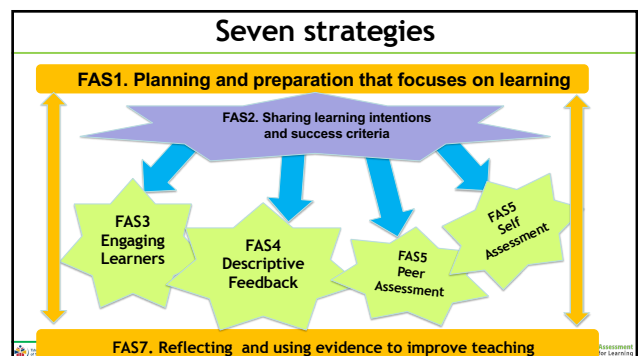 Seven strategies
FAS1. Planning and preparation that focuses on learning
FAS2. Sharing learning intentions
and success criteria
FAS3
Engaging
Learners
FAS4
Descriptive
Feedback
FAS5
Peer
Assessment
FAS5
Self
Assessment
FAS7. Reflecting and using evidence to improve teaching
Assessment
for Learning